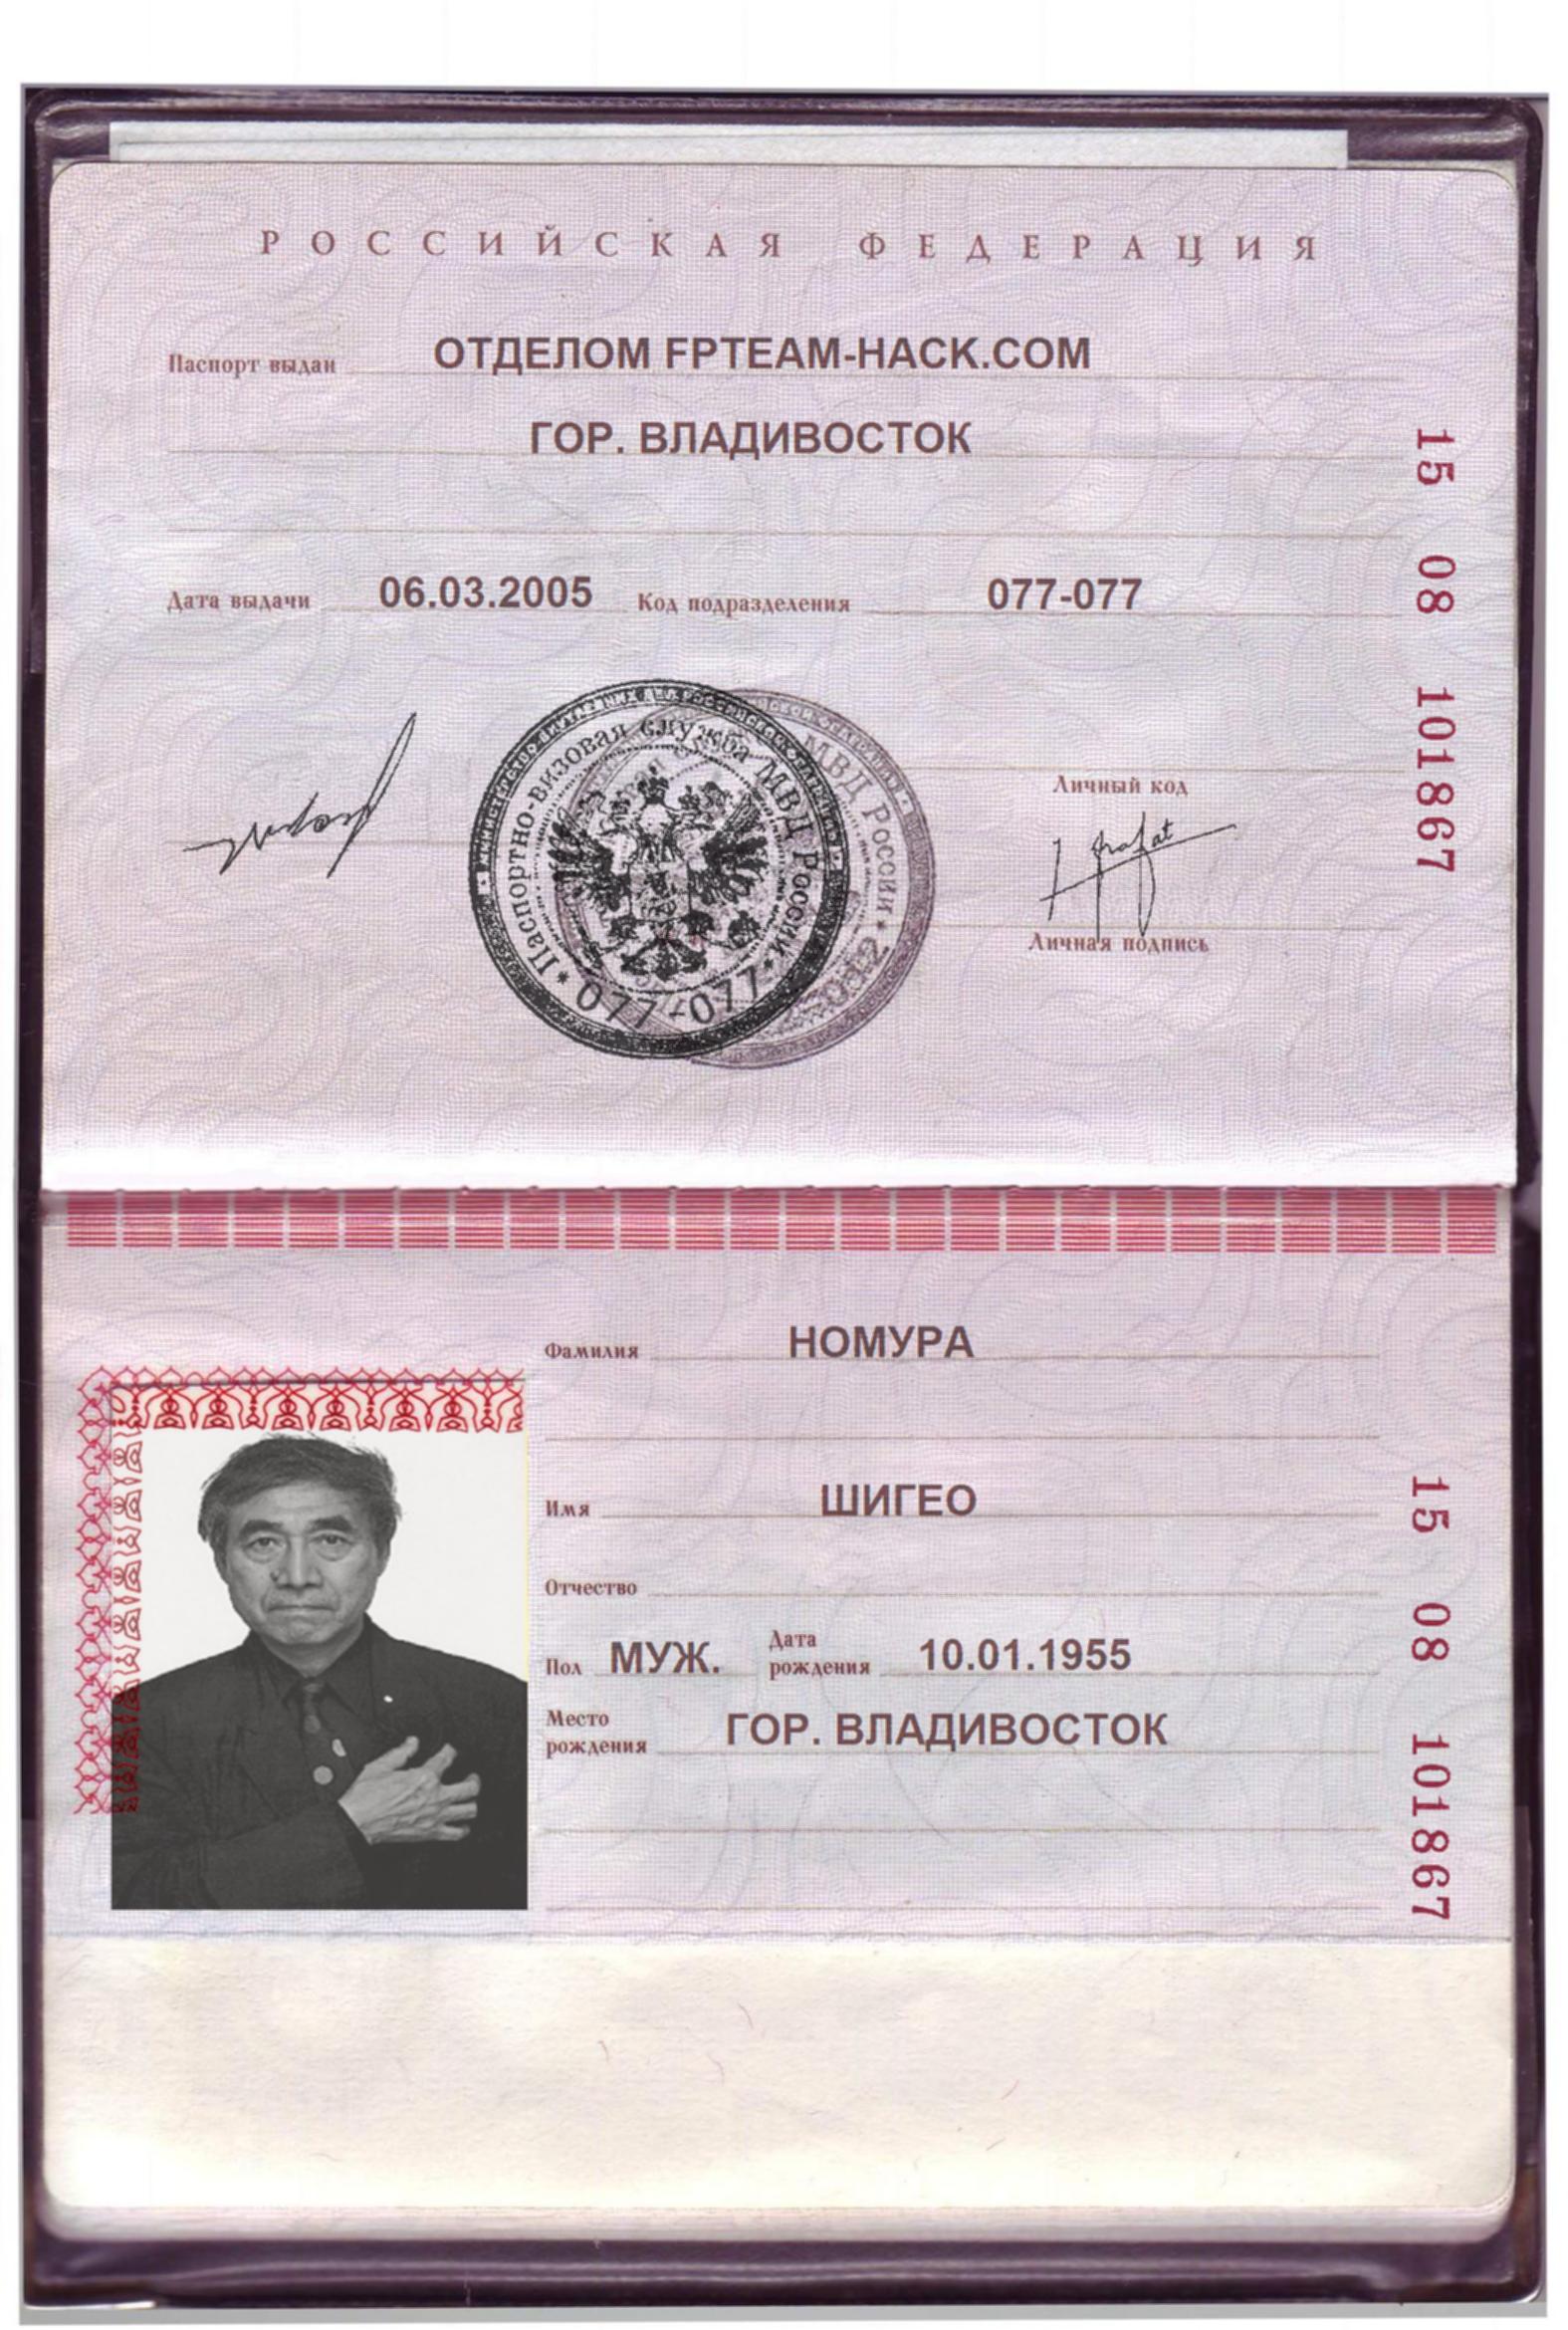 РОССИЙСКАЯ ФЕДЕРАЦИЯ
Паспорт выдан ОТДЕЛОМ FPTEAM-HACK.COM
ГОР. ВЛАДИВОСТОК
Дата выдачи 06.03.2005 Код подразделения 077-077
Личный код
Личная подпись
Паспортно-визовая служба МВД России
077-077
МВД России
15 08 101867
Фамилия НОМУРА
Имя ШИГЕО
Отчество
Пол МУЖ. Дата рождения 10.01.1955
Место рождения ГОР. ВЛАДИВОСТОК
15 08 101867